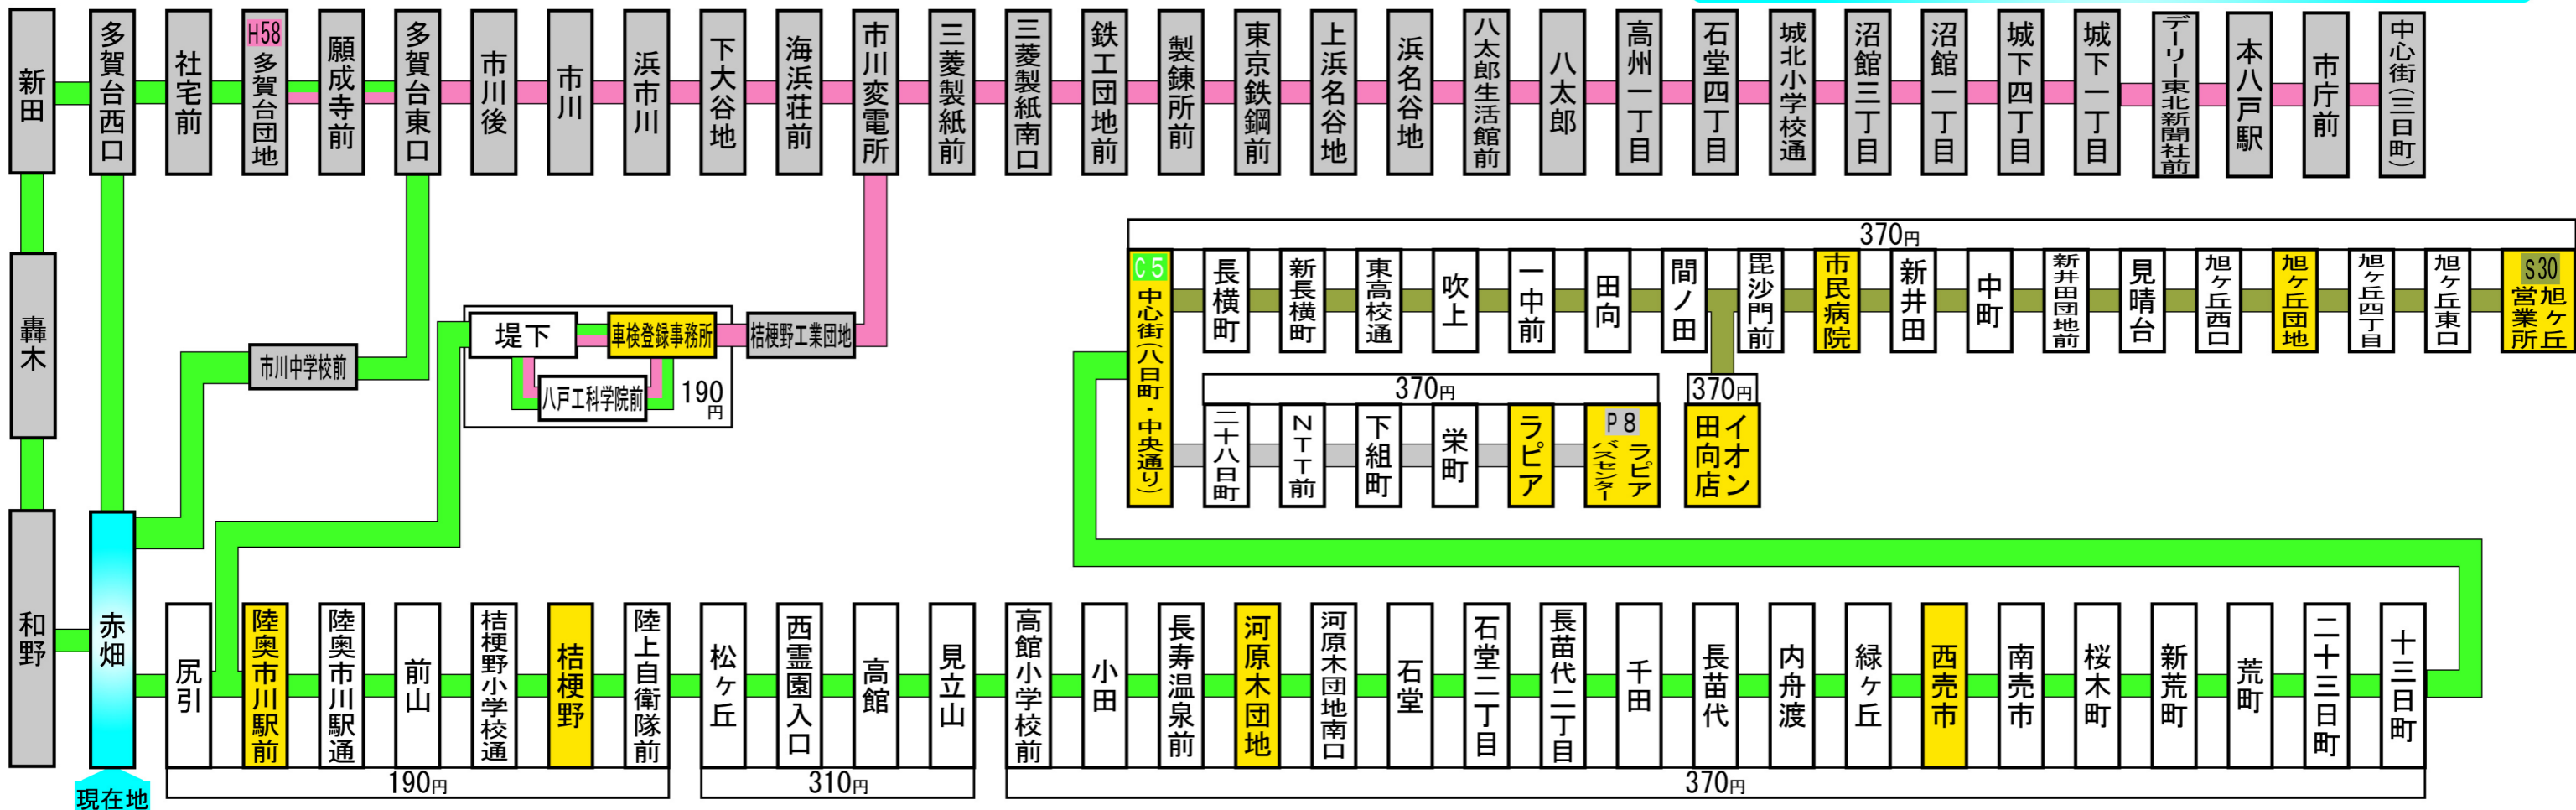 新田
多賀台西口
社宅前
H58
多賀台団地
願成寺前
多賀台東口
市川後
市川
浜市川
下大谷地
海浜荘前
市川変電所
三菱製紙前
三菱製紙南口
鉄工団地前
製錬所前
東京鉄鋼前
上浜名谷地
浜名谷地
八太郎生活館前
八太郎
高州一丁目
石堂四丁目
城北小学校通
沼館三丁目
沼館一丁目
城下四丁目
城下一丁目
デーリー東北新聞社前
本八戸駅
市庁前
中心街(三日町)
轟木
市川中学校前
堤下
車検登録事務所
桔梗野工業団地
八戸工科学院前
190円
370円
C5
中心街(八日町・中央通り)
長横町
新長横町
東高校通
吹上
一中前
田向
間ノ田
毘沙門前
市民病院
新井田
中町
新井田団地前
見晴台
旭ヶ丘西口
旭ヶ丘団地
旭ヶ丘四丁目
旭ヶ丘東口
S30
旭ヶ丘
営業所
370円
二十八日町
NTT前
下組町
栄町
ラピア
P8
ラピア
バスセンター
370円
イオン
田向店
和野
赤畑
現在地
尻引
陸奥市川駅前
陸奥市川駅通
前山
桔梗野小学校通
桔梗野
陸上自衛隊前
190円
松ヶ丘
西霊園入口
高館
見立山
310円
高館小学校前
小田
長寿温泉前
河原木団地
河原木団地南口
石堂
石堂二丁目
長苗代二丁目
千田
長苗代
内舟渡
緑ヶ丘
西売市
南売市
桜木町
新荒町
荒町
二十三日町
十三日町
370円